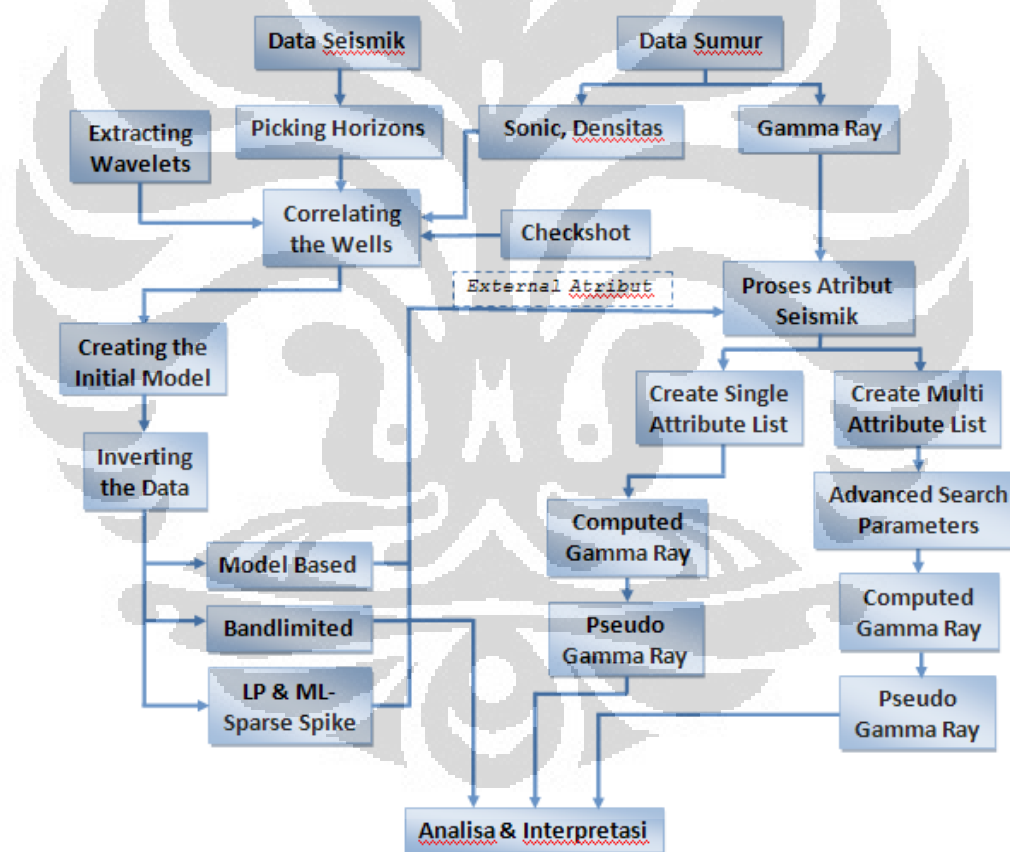 Data Seismik
Data Sumur
Extracting
Wavelets
Picking Horizons
Sonic, Densitas
Gamma Ray
Correlating
the Wells
Checkshot
External Atribut
Proses Atribut
Seismik
Creating the
Initial Model
Create Single
Attribute List
Create Multi
Attribute List
Inverting
the Data
Advanced Search
Parameters
Computed
Gamma Ray
Model Based
Bandlimited
LP & ML-
Sparse Spike
Pseudo
Gamma Ray
Computed
Gamma Ray
Pseudo
Gamma Ray
Analisa & Interpretasi